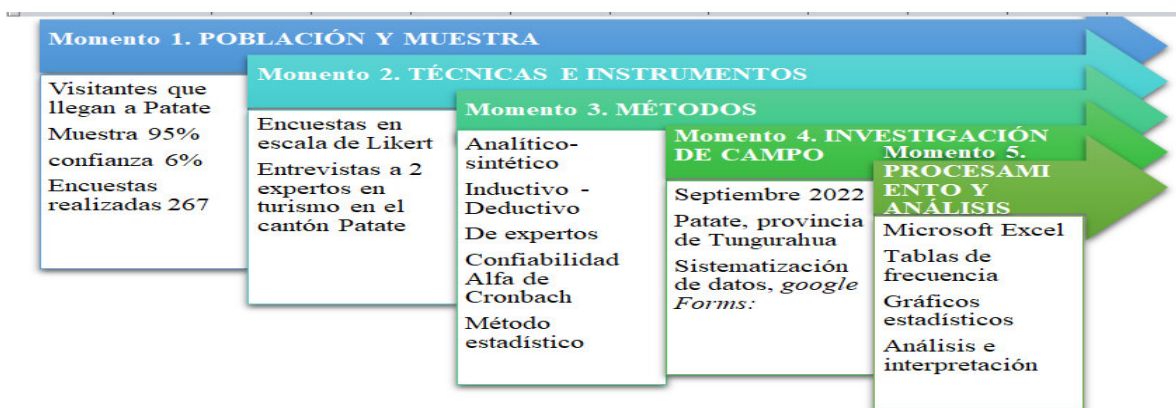 Momento 1. POBLACIÓN Y MUESTRA
Visitantes que
llegan a Patate
Muestra 95%
confianza 6%
Encuestas
realizadas 267
Momento 2. TÉCNICAS E INSTRUMENTOS
Encuestas en
escala de Likert
Entrevistas a 2
expertos en
turismo en el
cantón Patate
Momento 3. MÉTODOS
Analítico-
sintético
Inductivo -
Deductivo
De expertos
Confiabilidad
Alfa de
Cronbach
Método
estadístico
Momento 4. INVESTIGACIÓN
DE CAMPO
Septiembre 2022
Patate, provincia
de Tungurahua
Sistematización
de datos, google
Forms:
Momento 5.
PROCESAMI
ENTO Y
ANÁLISIS
Microsoft Excel
Tablas de
frecuencia
Gráficos
estadísticos
Análisis e
interpretación